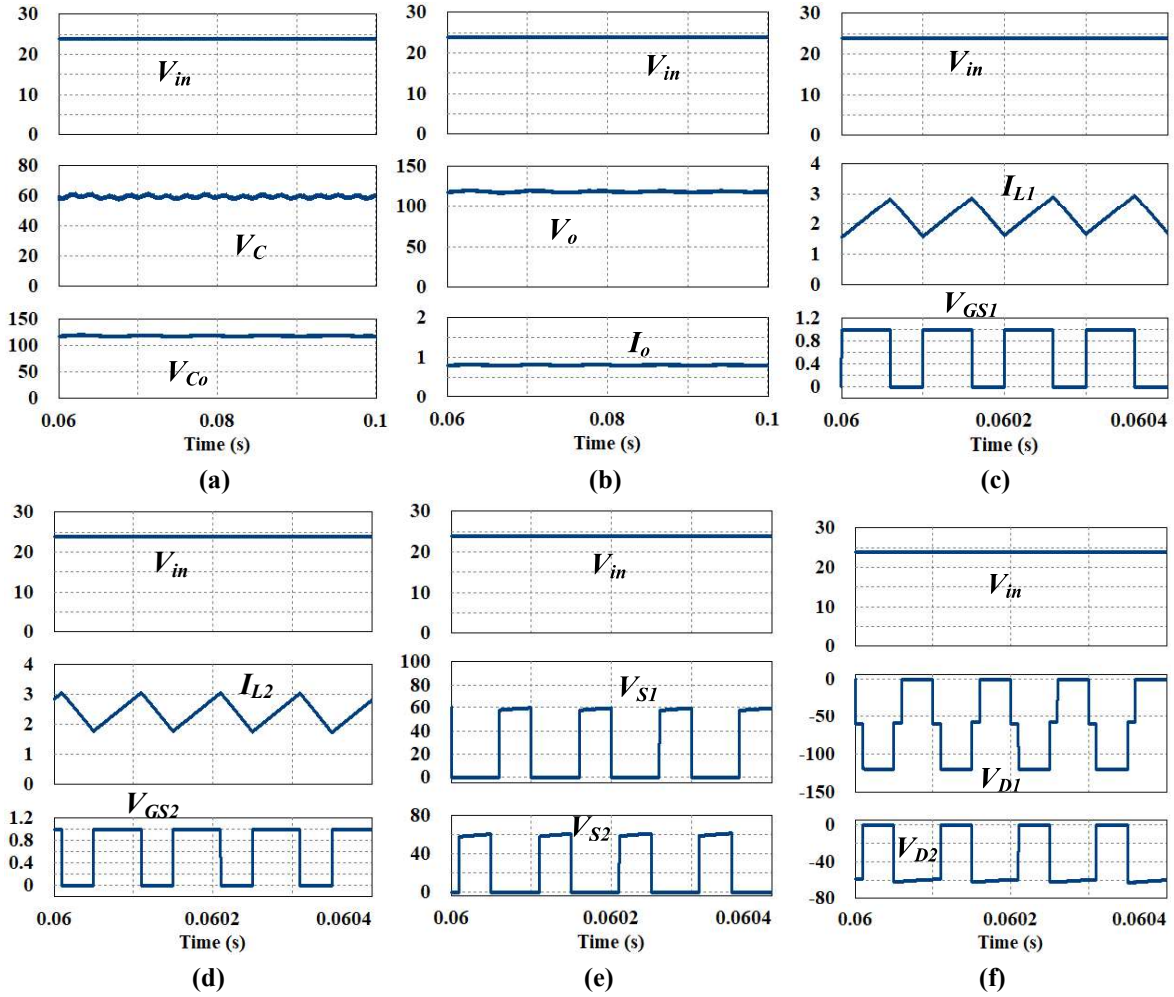 30
20
10
0
V_in
80
60
40
20
0
V_C
150
100
50
0
V_Co
0.06 0.08 0.1
Time (s)
(a)
30
20
10
0
V_in
150
100
50
0
V_o
2
1
0
I_o
0.06 0.08 0.1
Time (s)
(b)
30
20
10
0
V_in
4
3
2
1
0
I_L1
V_GS1
1.2
0.8
0.4
0
0.06 0.0602 0.0604
Time (s)
(c)
30
20
10
0
V_in
4
3
2
1
0
I_L2
V_GS2
1.2
0.8
0.4
0
0.06 0.0602 0.0604
Time (s)
(d)
30
20
10
0
V_in
100
80
60
40
20
0
V_S1
80
40
0
V_S2
0.06 0.0602 0.0604
Time (s)
(e)
30
20
10
0
V_in
0
-50
-100
-150
V_D1
0
-40
-80
V_D2
0.06 0.0602 0.0604
Time (s)
(f)